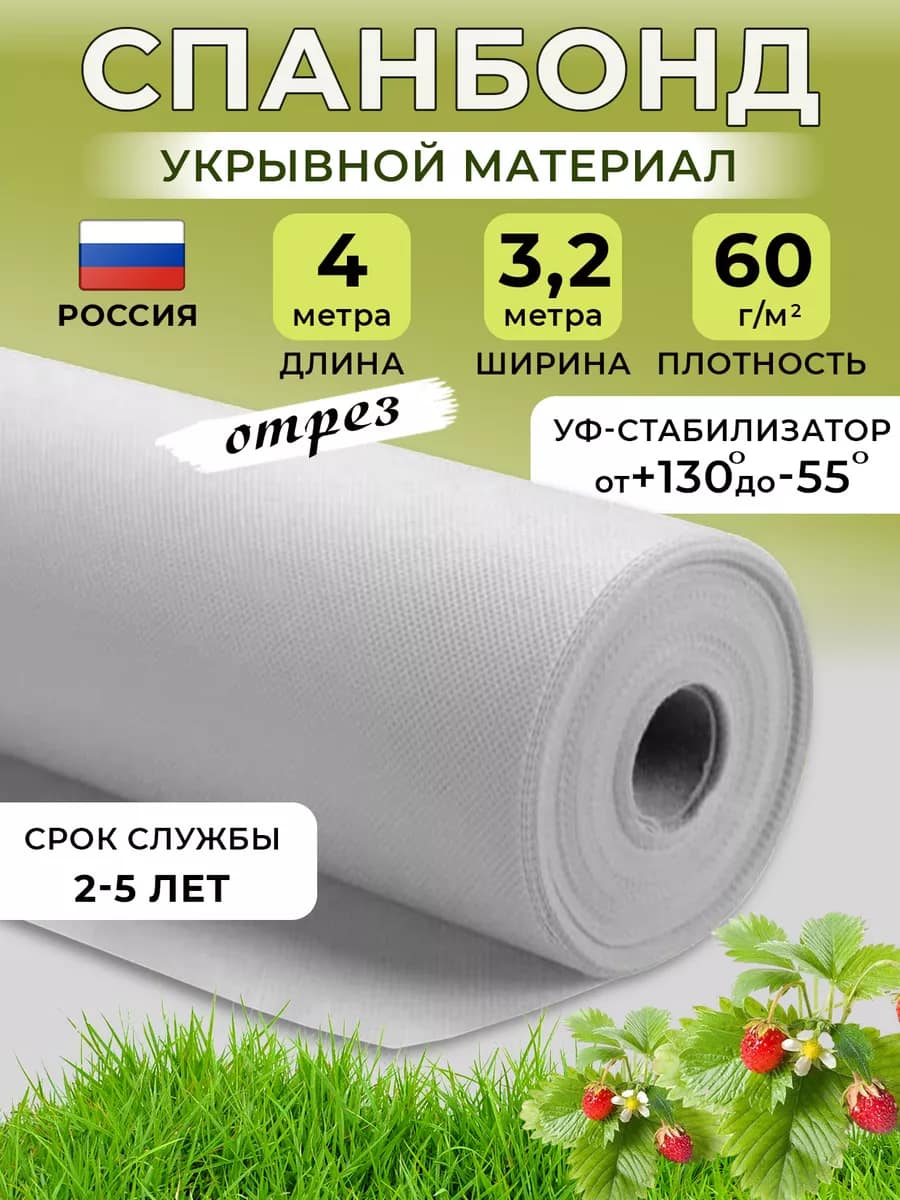 СПАНБОНД
УКРЫВНОЙ МАТЕРИАЛ
РОССИЯ
4
метра
ДЛИНА
3,2
метра
ШИРИНА
60
г/м²
ПЛОТНОСТЬ
отрез
УФ-СТАБИЛИЗАТОР
от+130°до-55°
СРОК СЛУЖБЫ
2-5 ЛЕТ